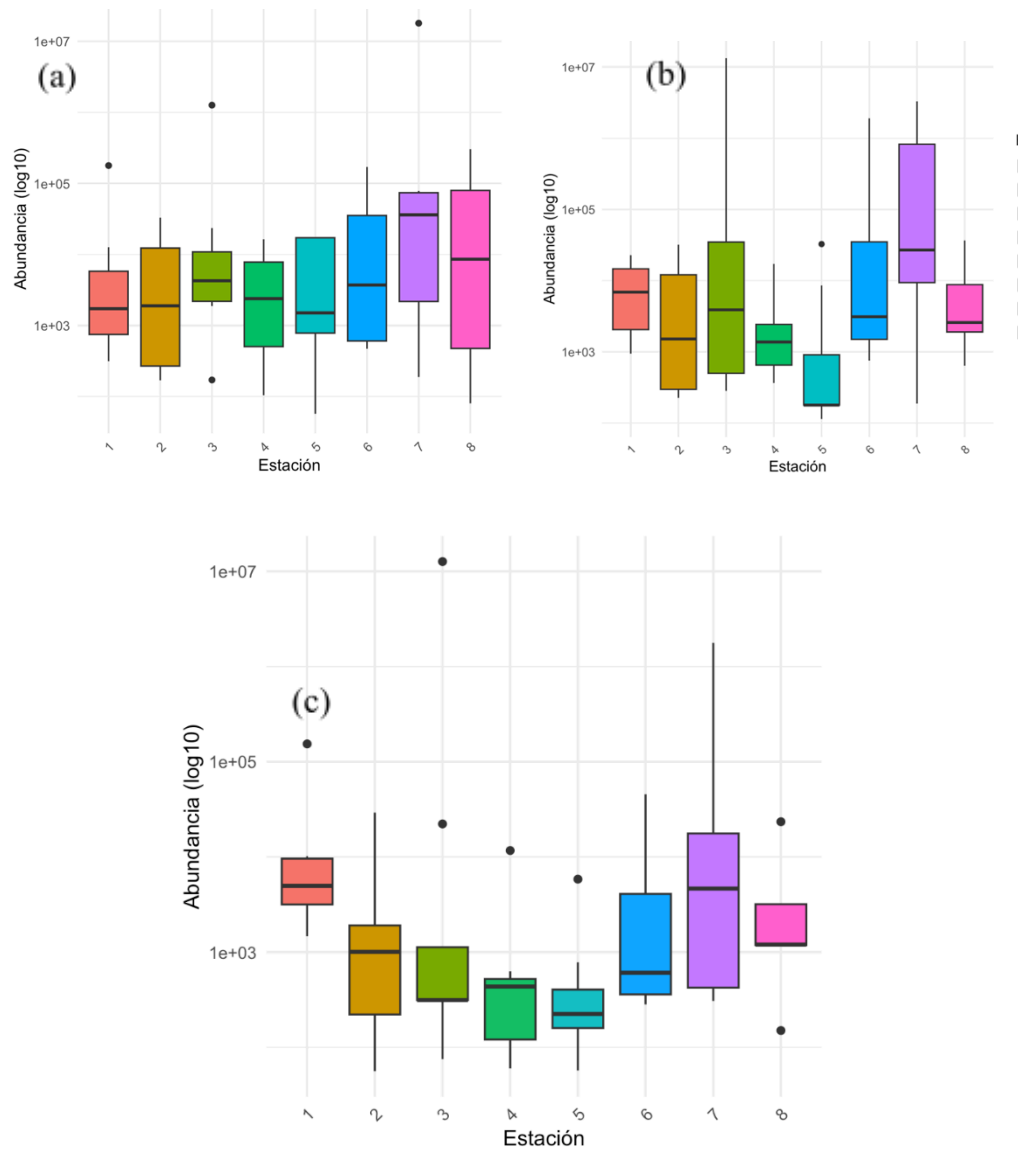 1e+07
(a)
1e+05
1e+03
Abundancia (log10)
1 2 3 4 5 6 7 8
Estación
1e+07
(b)
1e+05
1e+03
Abundancia (log10)
1 2 3 4 5 6 7 8
Estación
1e+07
(c)
1e+05
1e+03
Abundancia (log10)
1 2 3 4 5 6 7 8
Estación